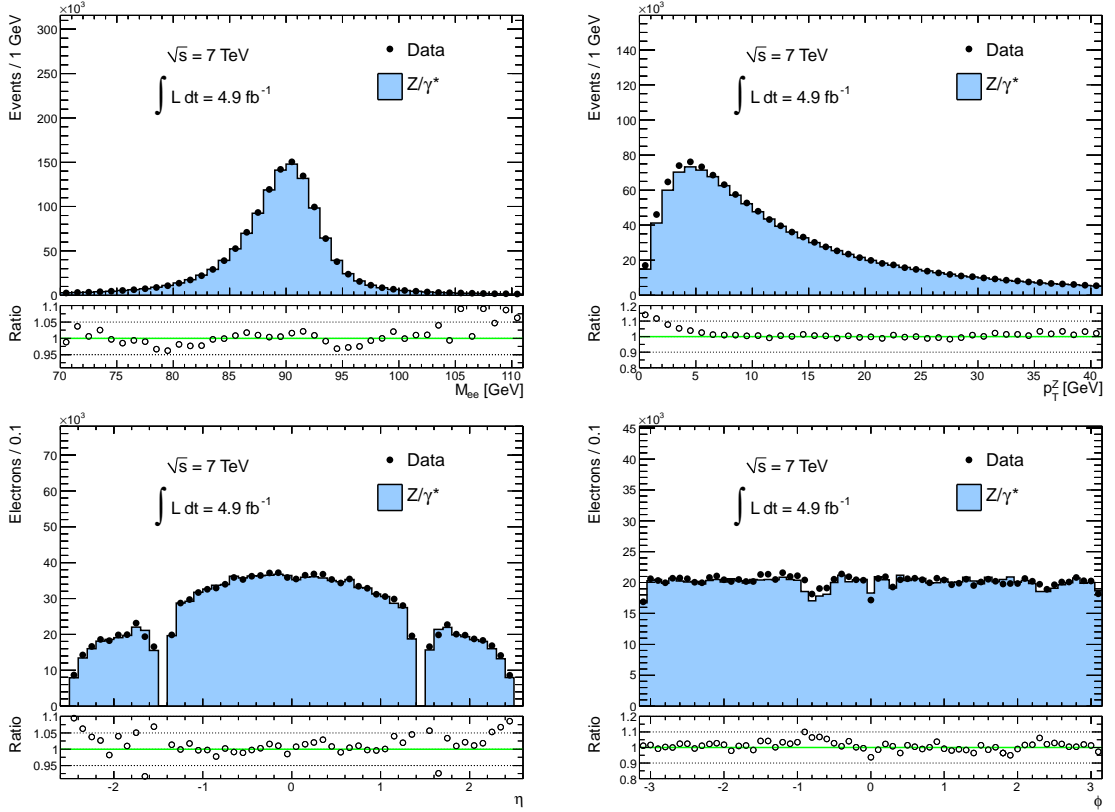 ×10³
Events / 1 GeV
300
250
200
150
100
50
0
√s = 7 TeV
∫ L dt = 4.9 fb⁻¹
Data
Z/γ*
Ratio
1.1
1.05
1
0.95
70 75 80 85 90 95 100 105 110
M_ee [GeV]
×10³
Events / 1 GeV
160
140
120
100
80
60
40
20
0
√s = 7 TeV
∫ L dt = 4.9 fb⁻¹
Data
Z/γ*
Ratio
1.2
1.1
1.0
0.9
0.8
0 5 10 15 20 25 30 35 40
p_T^Z [GeV]
×10³
Electrons / 0.1
70
60
50
40
30
20
10
0
√s = 7 TeV
∫ L dt = 4.9 fb⁻¹
Data
Z/γ*
Ratio
1.1
1.05
1
0.95
-2 -1 0 1 2
η
×10³
Electrons / 0.1
45
40
35
30
25
20
15
10
5
0
√s = 7 TeV
∫ L dt = 4.9 fb⁻¹
Data
Z/γ*
Ratio
1.2
1.1
1.0
0.9
0.8
-3 -2 -1 0 1 2 3
ϕ